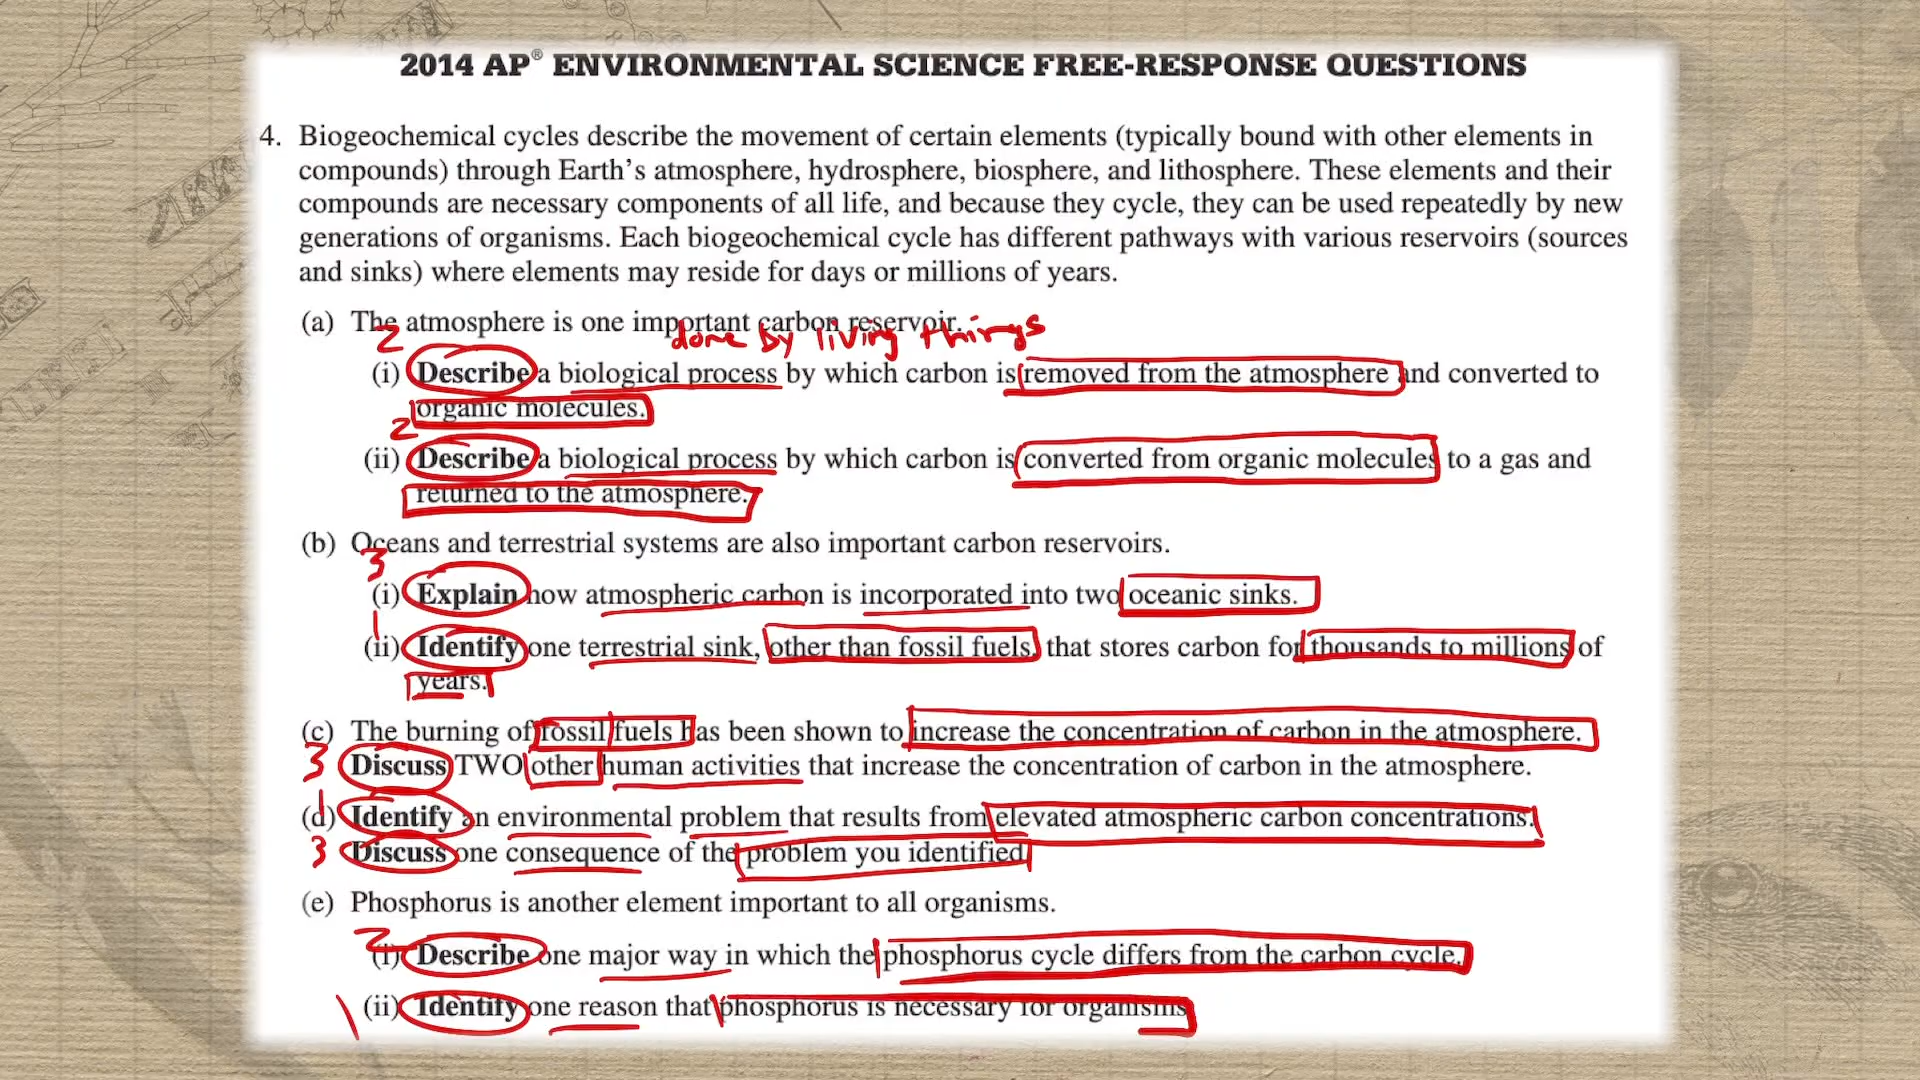 2014 AP® ENVIRONMENTAL SCIENCE FREE-RESPONSE QUESTIONS
4. Biogeochemical cycles describe the movement of certain elements (typically bound with other elements in
compounds) through Earth's atmosphere, hydrosphere, biosphere, and lithosphere. These elements and their
compounds are necessary components of all life, and because they cycle, they can be used repeatedly by new
generations of organisms. Each biogeochemical cycle has different pathways with various reservoirs (sources
and sinks) where elements may reside for days or millions of years.
(a) The atmosphere is one important carbon reservoir.
2 done by living things
(i) Describe a biological process by which carbon is removed from the atmosphere and converted to
organic molecules.
2
(ii) Describe a biological process by which carbon is converted from organic molecules to a gas and
returned to the atmosphere.
(b) Oceans and terrestrial systems are also important carbon reservoirs.
3
(i) Explain how atmospheric carbon is incorporated into two oceanic sinks.
1
(ii) Identify one terrestrial sink, other than fossil fuels, that stores carbon for thousands to millions of
years.
(c) The burning of fossil fuels has been shown to increase the concentration of carbon in the atmosphere.
3 Discuss TWO other human activities that increase the concentration of carbon in the atmosphere.
1
(d) Identify an environmental problem that results from elevated atmospheric carbon concentrations.
3 Discuss one consequence of the problem you identified.
(e) Phosphorus is another element important to all organisms.
2
(i) Describe one major way in which the phosphorus cycle differs from the carbon cycle.
1 (ii) Identify one reason that phosphorus is necessary for organisms.